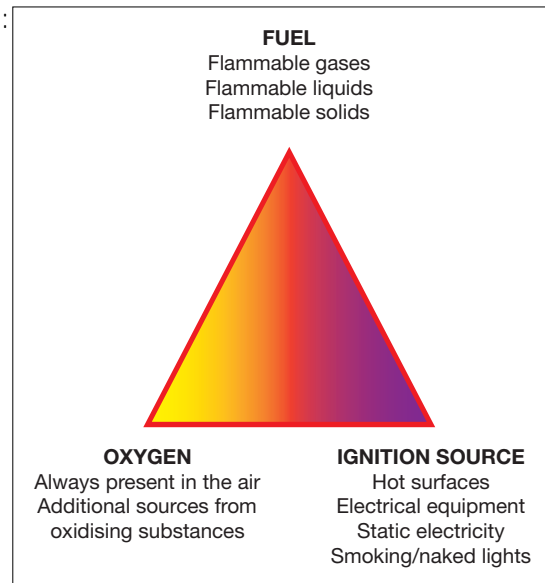 :
FUEL
Flammable gases
Flammable liquids
Flammable solids
OXYGEN
Always present in the air
Additional sources from
oxidising substances
IGNITION SOURCE
Hot surfaces
Electrical equipment
Static electricity
Smoking/naked lights